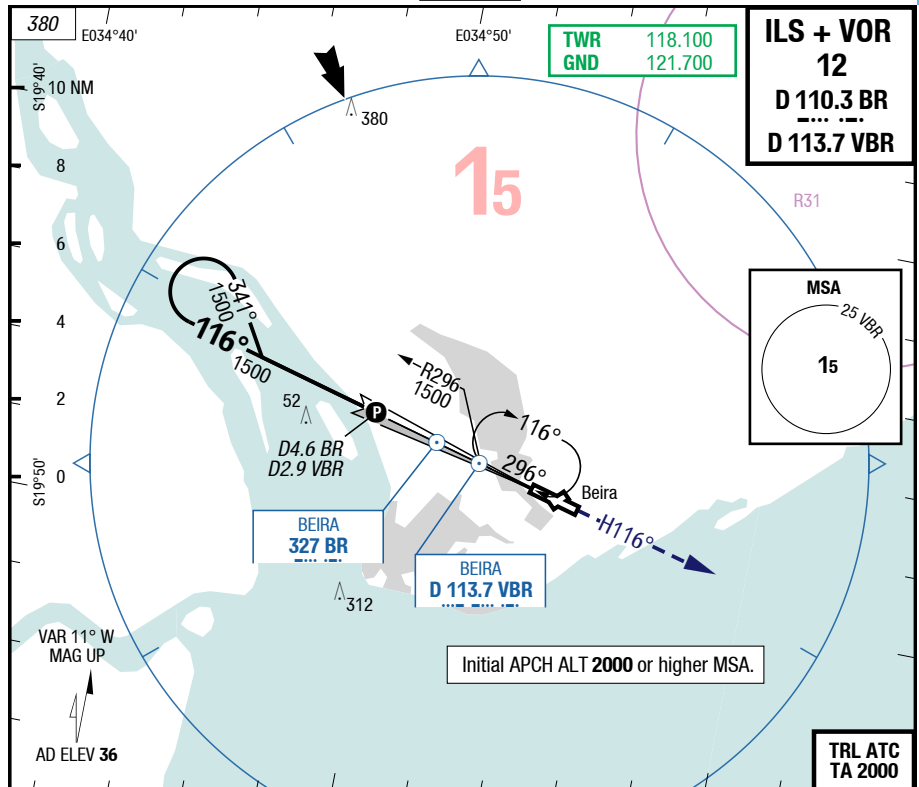 380
E034°40'
E034°50'
TWR 118.100
GND 121.700
ILS + VOR
12
D 110.3 BR
D 113.7 VBR
S19°40'
10 NM
380
15
8
R31
6
MSA
25 VBR
15
341°
1500
116°
1500
4
R296
1500
2
52
P
116°
D4.6 BR
D2.9 VBR
296°
S19°50'
0
Beira
H116°
BEIRA
327 BR
BEIRA
D 113.7 VBR
312
VAR 11° W
MAG UP
Initial APCH ALT 2000 or higher MSA.
AD ELEV 36
TRL ATC
TA 2000